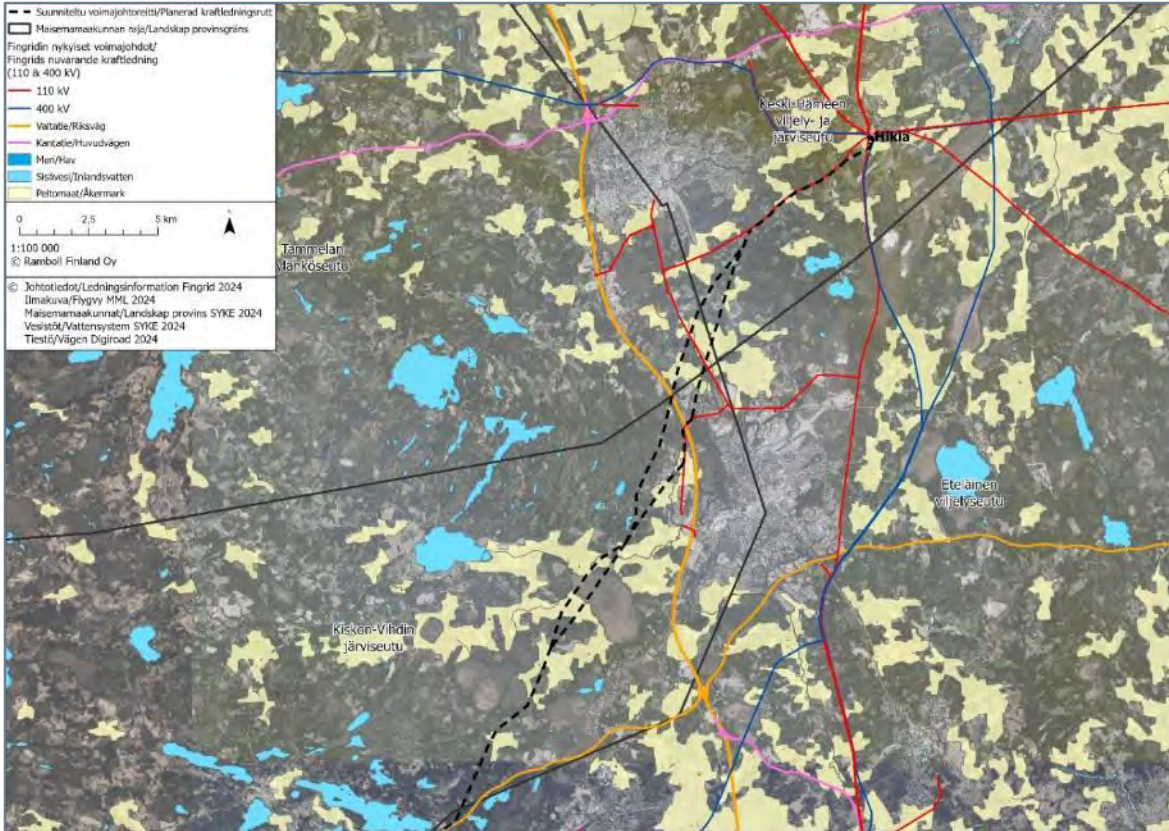 Suunniteltu voimajohtoreitti/Planerad kraftledningsrutt
Maisemamaakunnan raja/Landskap provinsgräns
Fingridin nykyiset voimajohdot/
Fingrids nuvarande kraftledning
(110 & 400 kV)
110 kV
400 kV
Valtatie/Riksväg
Kantatie/Huvudvägen
Meri/Hav
Sisävesi/Inlandsvatten
Peltomaat/Åkermark
0 2,5 5 km
1:100 000
© Ramboll Finland Oy
© Johtotiedot/Ledningsinformation Fingrid 2024
Ilmakuva/Flygvy MML 2024
Maisemamaakunnat/Landskap provins SYKE 2024
Vesistöt/Vattensystem SYKE 2024
Tiestö/Vägen Digiroad 2024
Keski-Hämeen
viljely- ja
järviseutu
Hikiä
Tammelan
ylänköseutu
Eteläinen
viljelyseutu
Kiskon-Vihdin
järviseutu